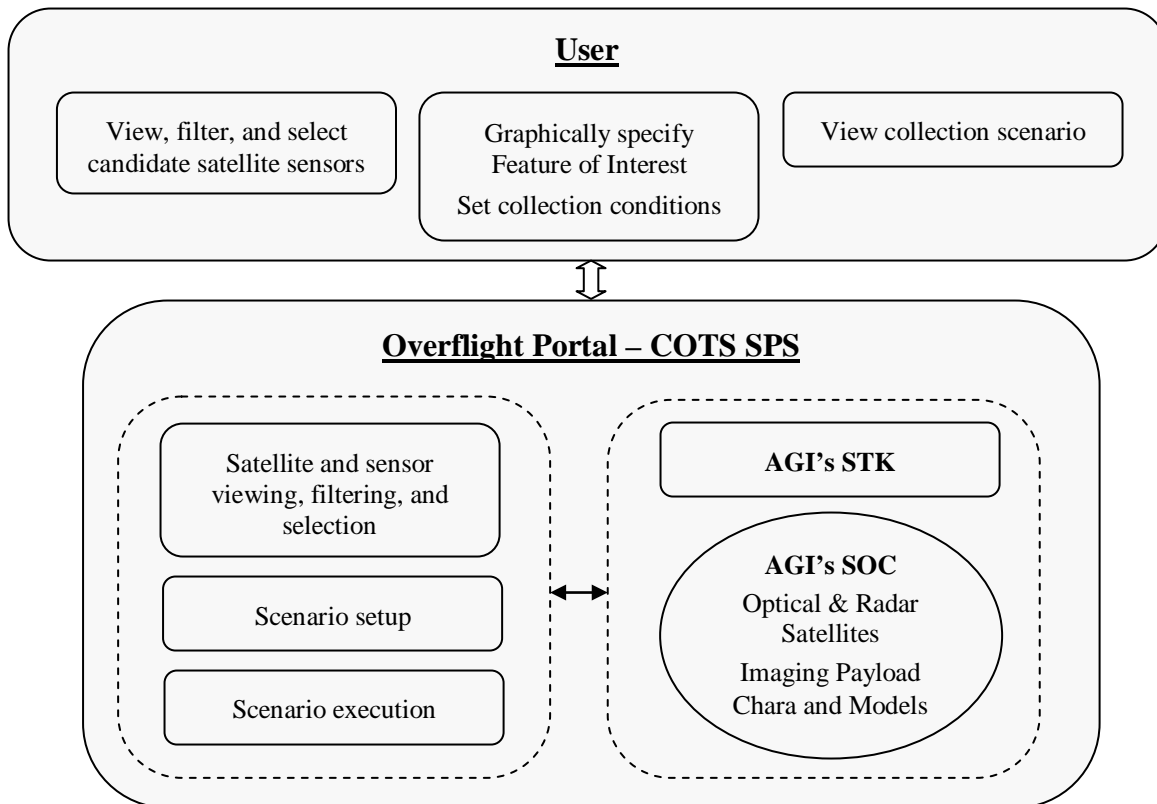 User
View, filter, and select
candidate satellite sensors
Graphically specify
Feature of Interest
Set collection conditions
View collection scenario
Overflight Portal – COTS SPS
Satellite and sensor
viewing, filtering, and
selection
Scenario setup
Scenario execution
AGI’s STK
AGI’s SOC
Optical & Radar
Satellites
Imaging Payload
Chara and Models